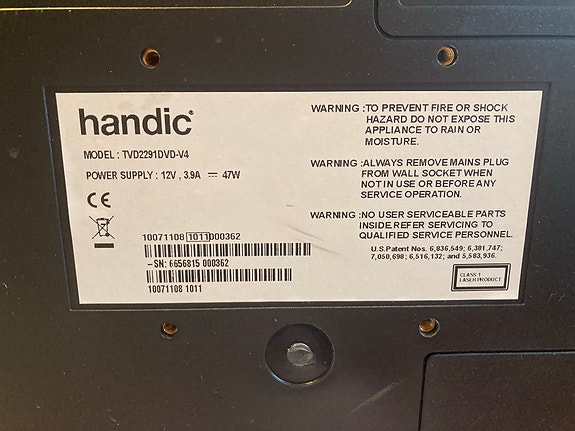 handic®
MODEL : TVD2291DVD-V4
POWER SUPPLY : 12V , 3.9A ⎓ 47W
CE
10071108 1011 000362
-SN: 6656815 000362
10071108 1011
WARNING :TO PREVENT FIRE OR SHOCK
HAZARD DO NOT EXPOSE THIS
APPLIANCE TO RAIN OR
MOISTURE.
WARNING :ALWAYS REMOVE MAINS PLUG
FROM WALL SOCKET WHEN
NOT IN USE OR BEFORE ANY
SERVICE OPERATION.
WARNING :NO USER SERVICEABLE PARTS
INSIDE,REFER SERVICING TO
QUALIFIED SERVICE PERSONNEL.
U.S.Patent Nos. 6,836,549; 6,381,747;
7,050,698; 6,516,132; and 5,583,936.
CLASS 1
LASER PRODUCT